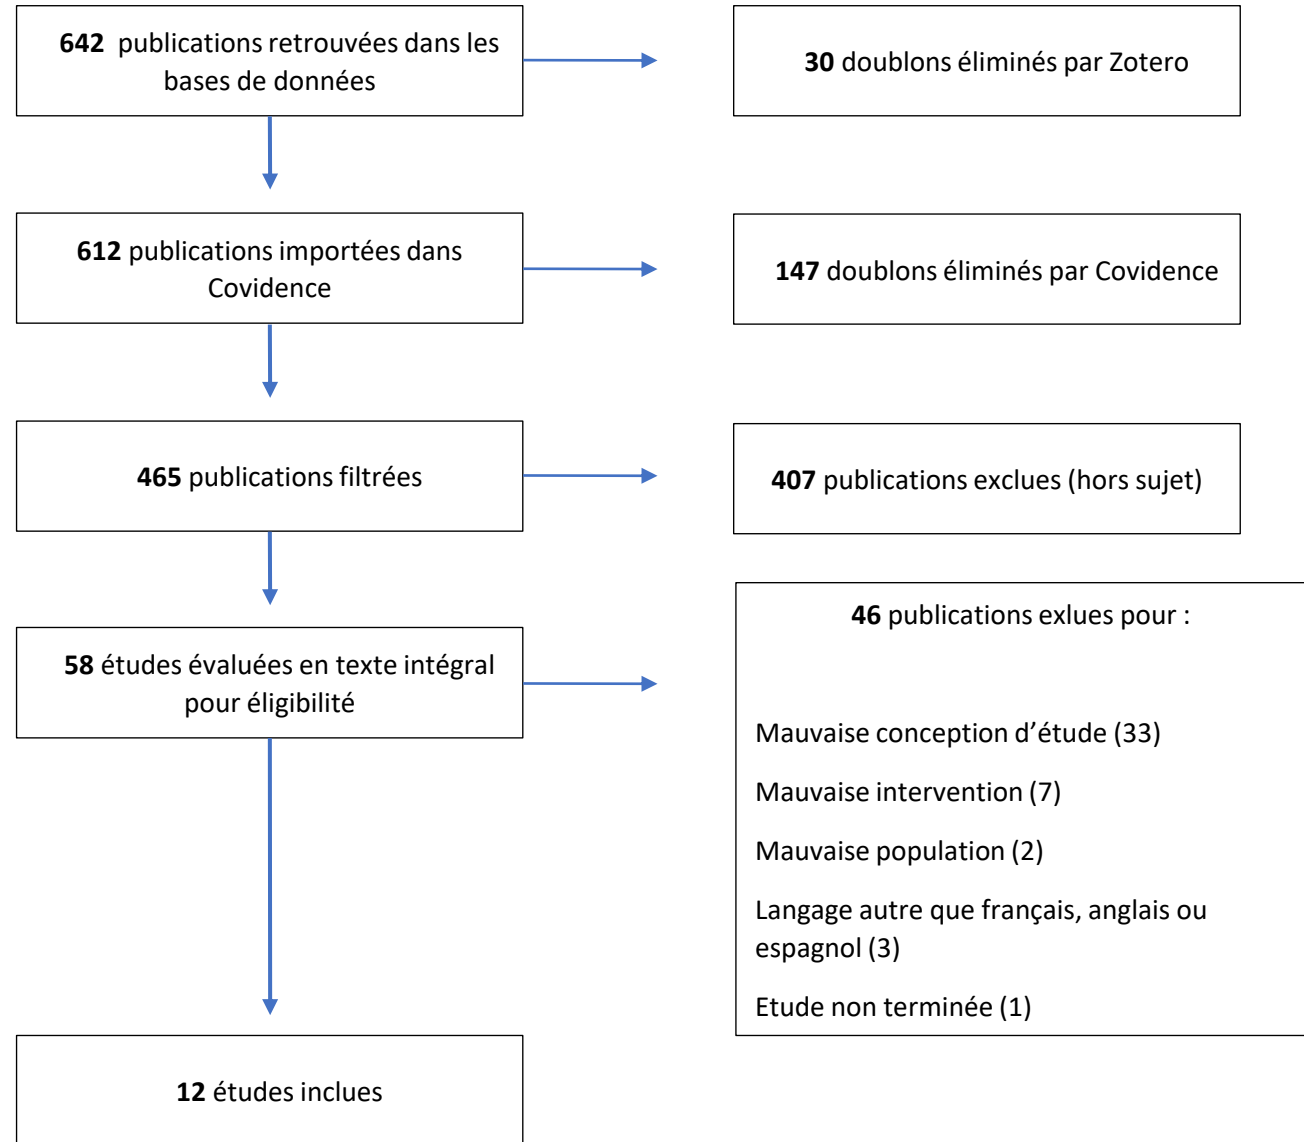 642 publications retrouvées dans les
bases de données
30 doublons éliminés par Zotero
612 publications importées dans
Covidence
147 doublons éliminés par Covidence
465 publications filtrées
407 publications exclues (hors sujet)
58 études évaluées en texte intégral
pour éligibilité
46 publications exlues pour :
Mauvaise conception d’étude (33)
Mauvaise intervention (7)
Mauvaise population (2)
Langage autre que français, anglais ou
espagnol (3)
Etude non terminée (1)
12 études inclues